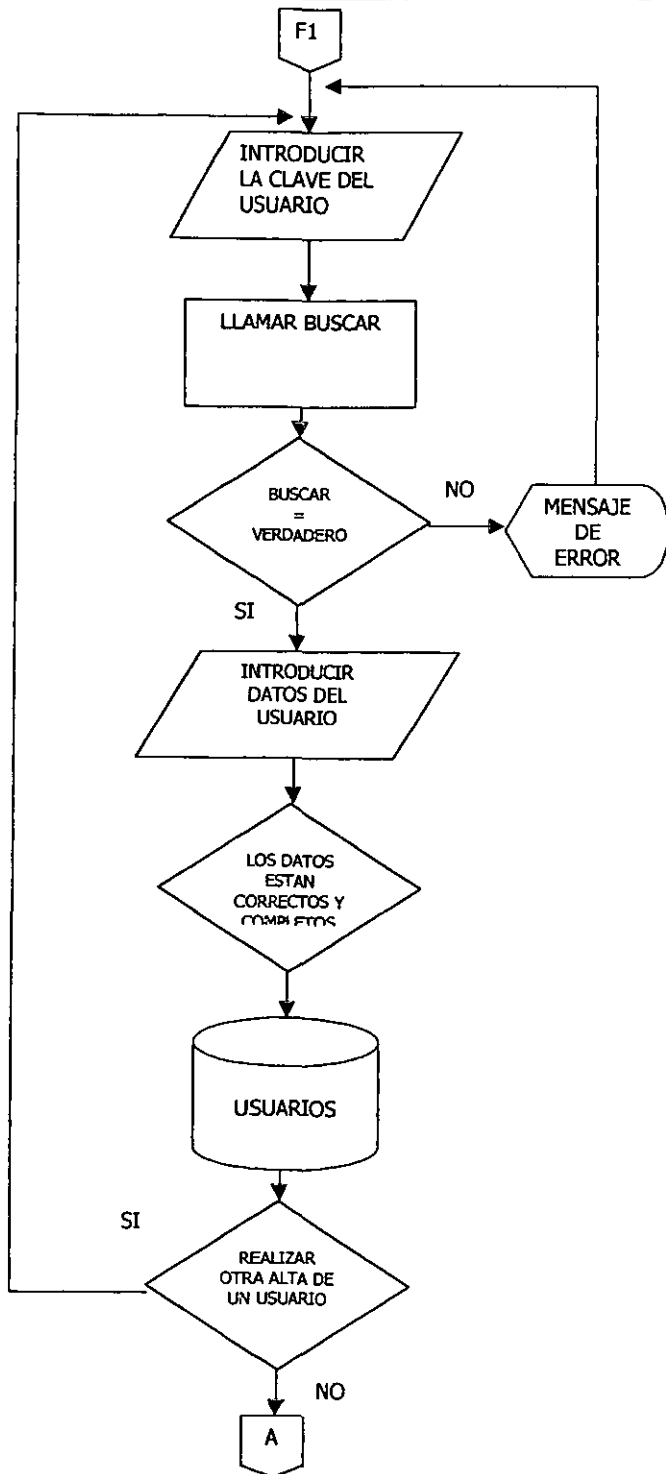 F1
INTRODUCIR
LA CLAVE DEL
USUARIO
LLAMAR BUSCAR
BUSCAR
=
VERDADERO
NO
MENSAJE
DE
ERROR
SI
INTRODUCIR
DATOS DEL
USUARIO
LOS DATOS
ESTAN
CORRECTOS Y
COMPLETOS
USUARIOS
SI
REALIZAR
OTRA ALTA DE
UN USUARIO
NO
A